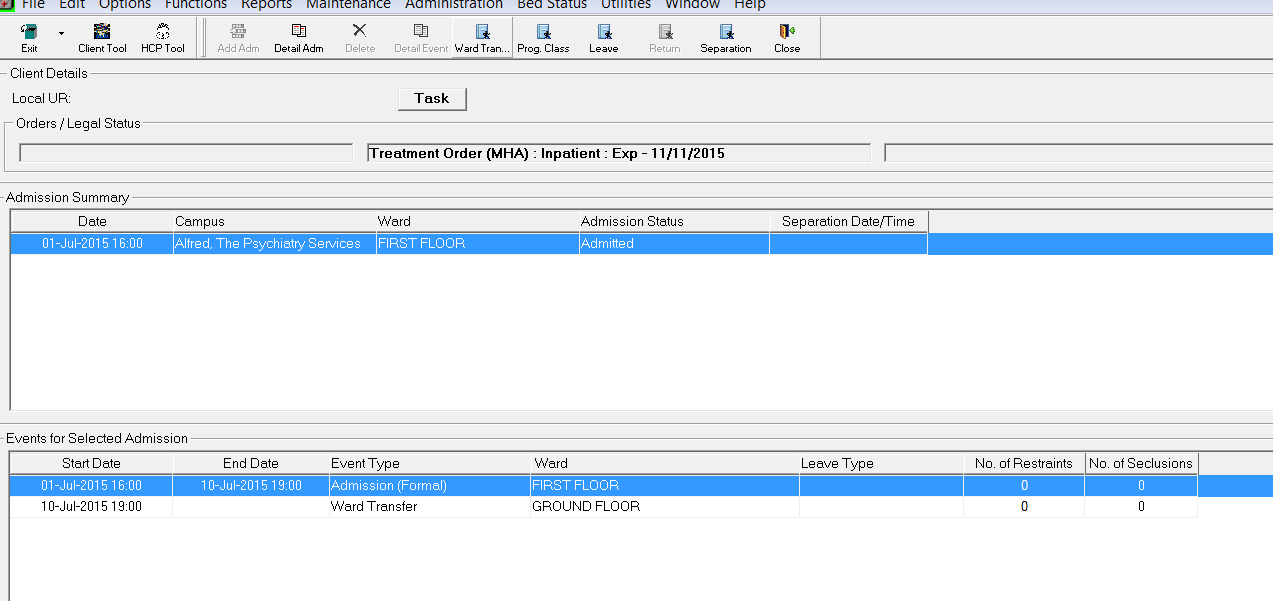 File Edit Options Functions Reports Maintenance Administration Bed Status Utilities Window Help
Exit Client Tool HCP Tool Add Adm Detail Adm Delete Detail Event Ward Tran... Prog. Class Leave Return Separation Close
Client Details
Local UR: Task
Orders / Legal Status
Treatment Order (MHA) : Inpatient : Exp - 11/11/2015
Admission Summary
Date Campus Ward Admission Status Separation Date/Time
01-Jul-2015 16:00 Alfred, The Psychiatry Services FIRST FLOOR Admitted
Events for Selected Admission
Start Date End Date Event Type Ward Leave Type No. of Restraints No. of Seclusions
01-Jul-2015 16:00 10-Jul-2015 19:00 Admission (Formal) FIRST FLOOR 0 0
10-Jul-2015 19:00 Ward Transfer GROUND FLOOR 0 0